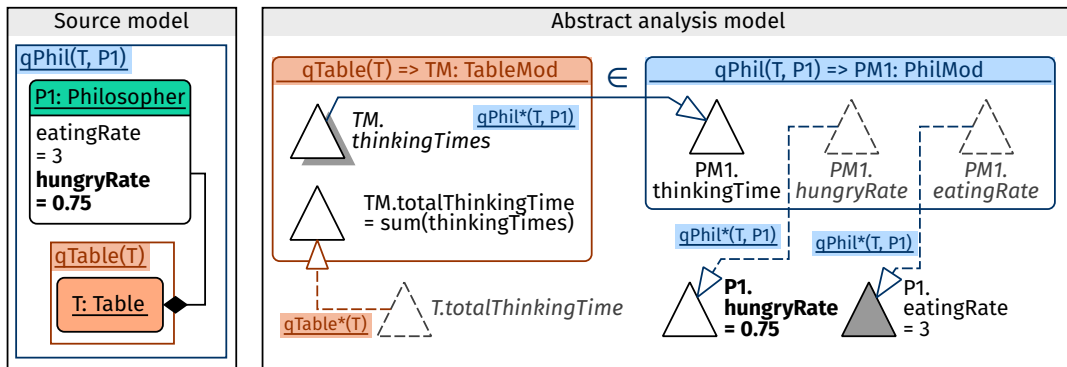 Source model
qPhil(T, P1)
P1: Philosopher
eatingRate
= 3
hungryRate
= 0.75
qTable(T)
T: Table
Abstract analysis model
qTable(T) => TM: TableMod
∈
qPhil(T, P1) => PM1: PhilMod
TM.
thinkingTimes
qPhil*(T, P1)
PM1.
thinkingTime
PM1.
hungryRate
PM1.
eatingRate
TM.totalThinkingTime
= sum(thinkingTimes)
qPhil*(T, P1)
qPhil*(T, P1)
qTable*(T)
T.totalThinkingTime
P1.
hungryRate
= 0.75
P1.
eatingRate
= 3